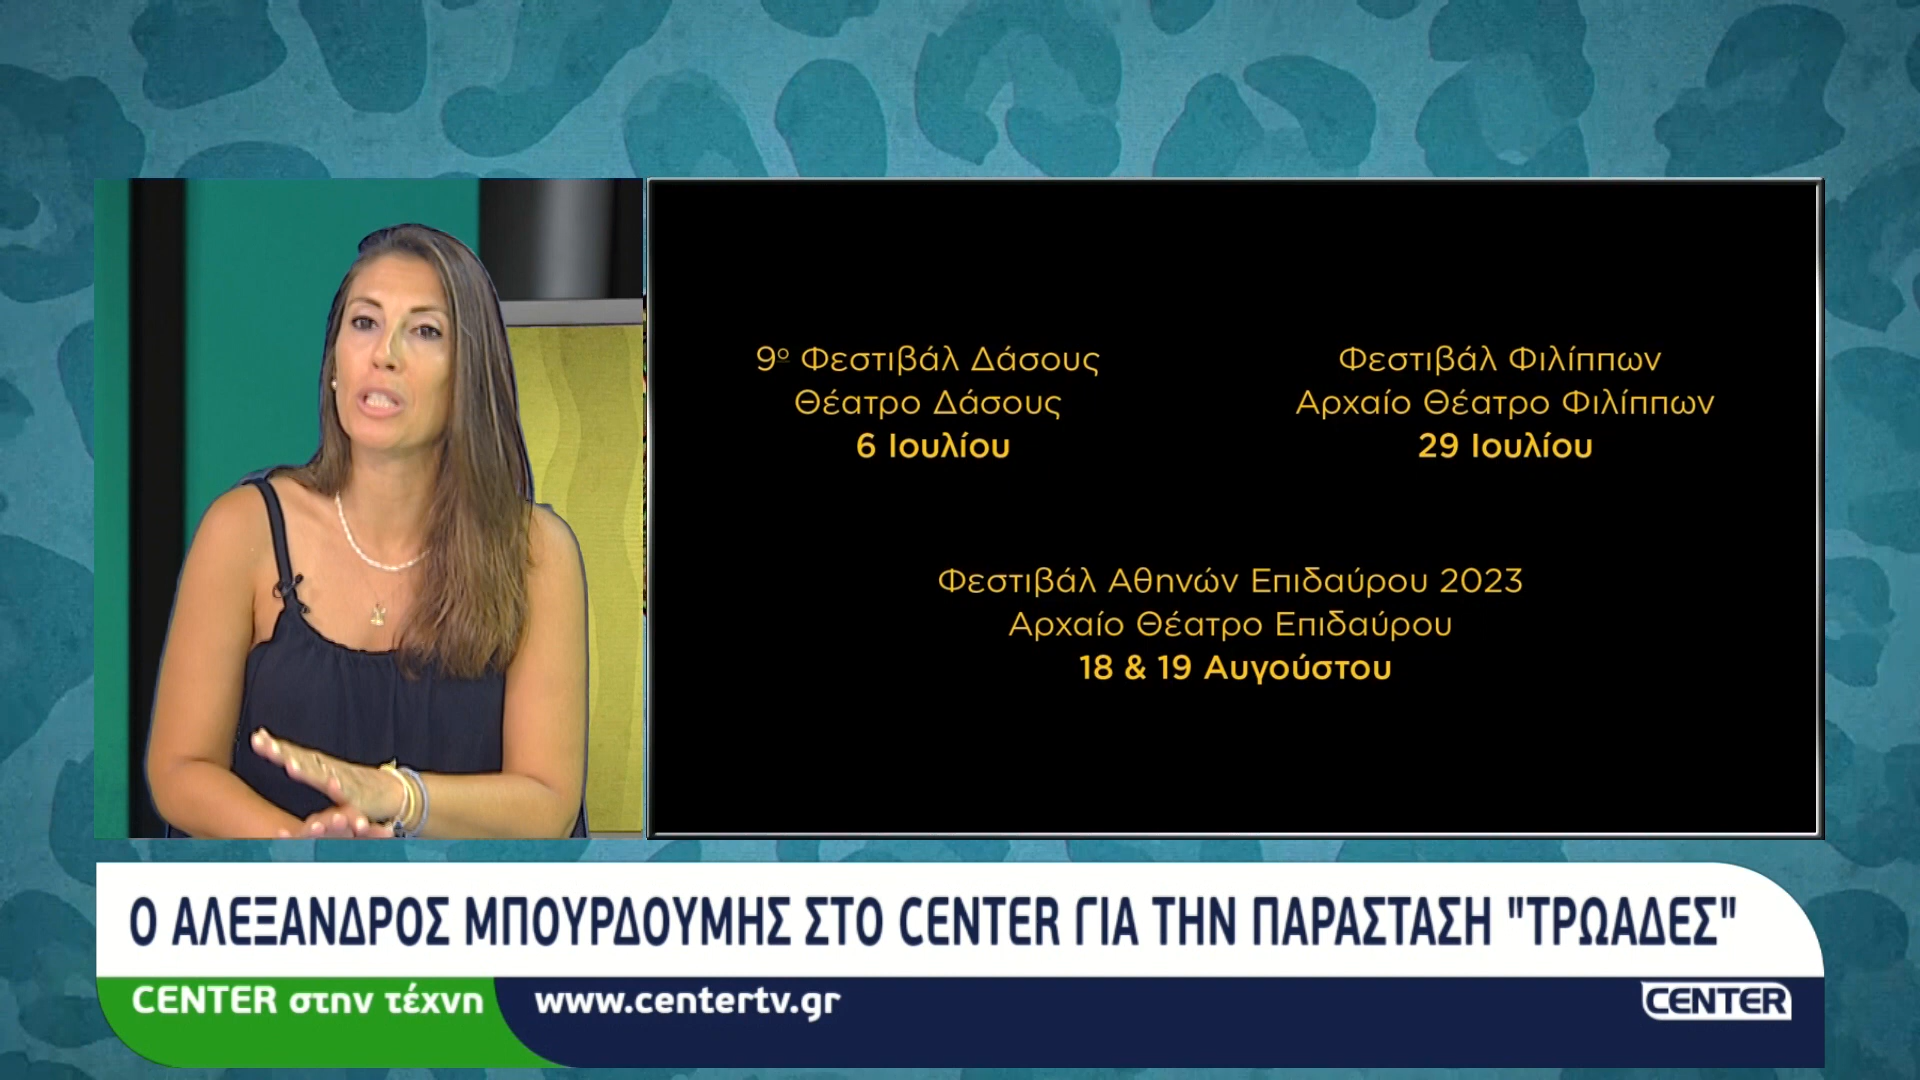 9º Φεστιβάλ Δάσους
Θέατρο Δάσους
6 Ιουλίου
Φεστιβάλ Φιλίππων
Αρχαίο Θέατρο Φιλίππων
29 Ιουλίου
Φεστιβάλ Αθηνών Επιδαύρου 2023
Αρχαίο Θέατρο Επιδαύρου
18 & 19 Αυγούστου
Ο ΑΛΕΞΑΝΔΡΟΣ ΜΠΟΥΡΔΟΥΜΗΣ ΣΤΟ CENTER ΓΙΑ ΤΗΝ ΠΑΡΑΣΤΑΣΗ "ΤΡΩΑΔΕΣ"
CENTER στην τέχνη
www.centertv.gr
CENTER